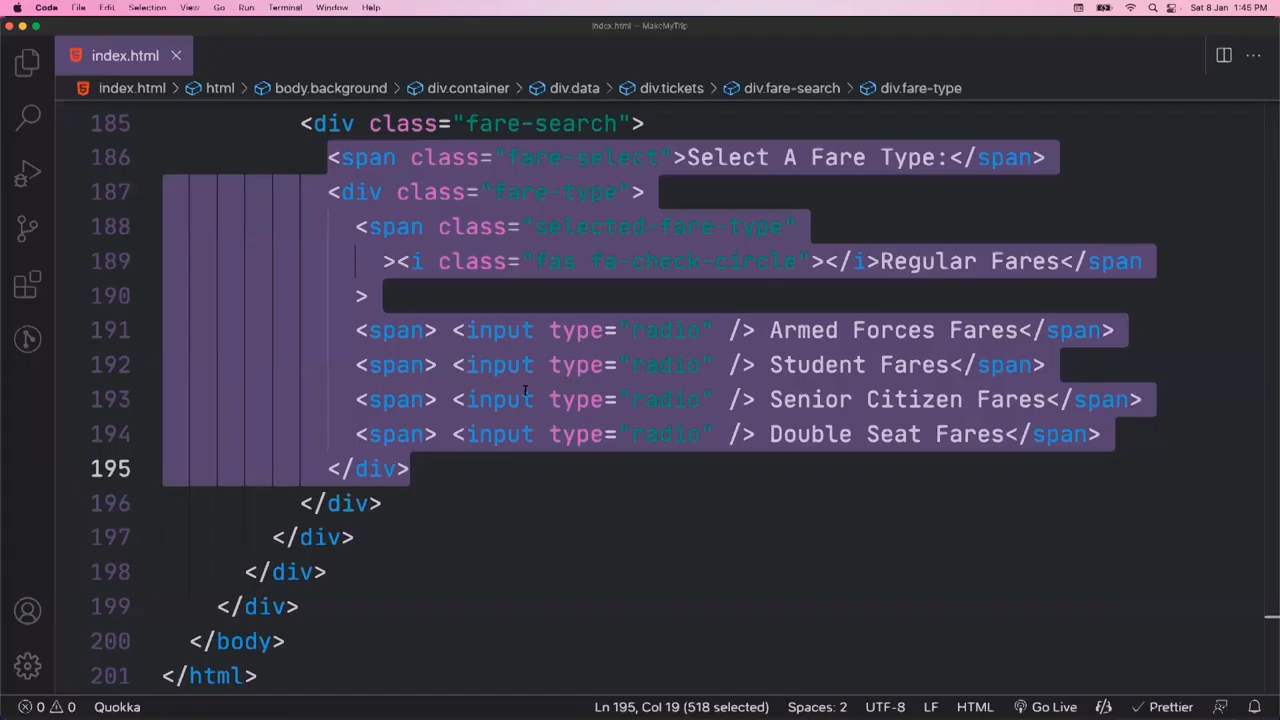 Code File Edit Selection View Go Run Terminal Window Help Sat 8 Jan 1:45 PM
index.html — MakeMyTrip
index.html
index.html > html > body.background > div.container > div.data > div.tickets > div.fare-search > div.fare-type
185 <div class="fare-search">
186 <span class="fare-select">Select A Fare Type:</span>
187 <div class="fare-type">
188 <span class="selected-fare-type"
189 ><i class="fas fa-check-circle"></i>Regular Fares</span
190 >
191 <span> <input type="radio" /> Armed Forces Fares</span>
192 <span> <input type="radio" /> Student Fares</span>
193 <span> <input type="radio" /> Senior Citizen Fares</span>
194 <span> <input type="radio" /> Double Seat Fares</span>
195 </div>
196 </div>
197 </div>
198 </div>
199 </div>
200 </body>
201 </html>
0 0 Quokka Ln 195, Col 19 (518 selected) Spaces: 2 UTF-8 LF HTML Go Live Prettier